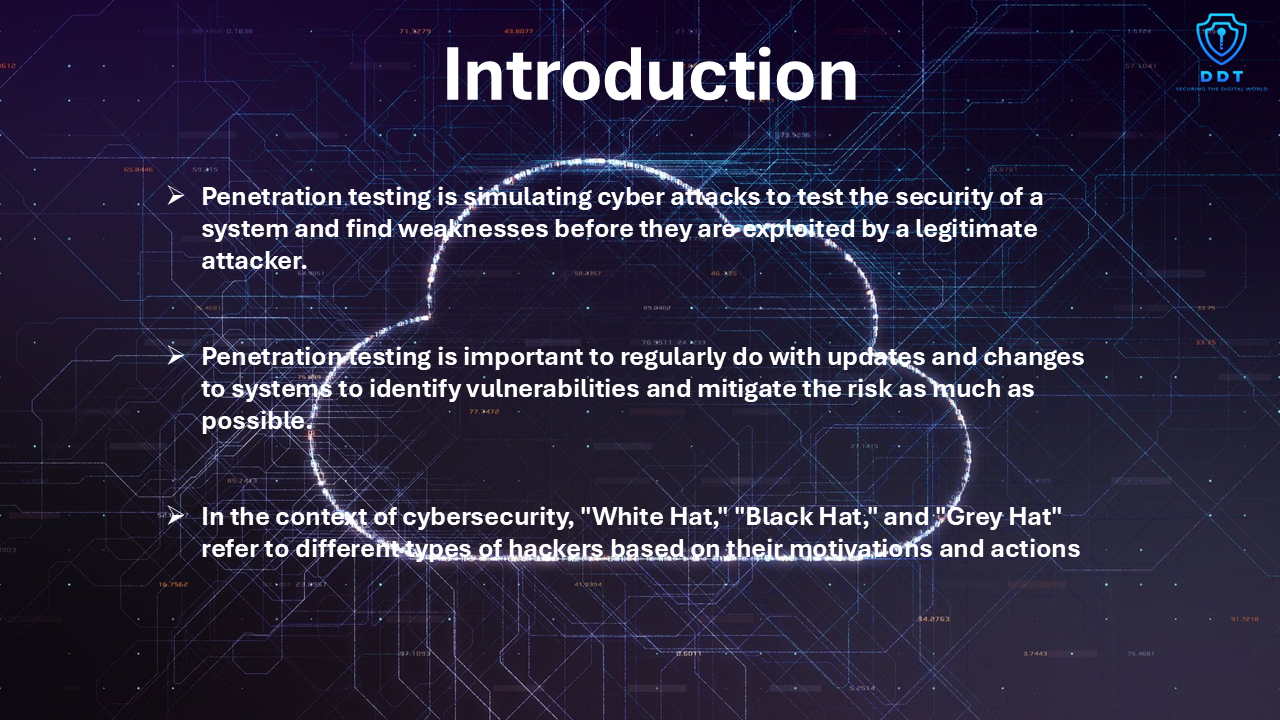 Introduction
DDT
SECURING THE DIGITAL WORLD
➢ Penetration testing is simulating cyber attacks to test the security of a
system and find weaknesses before they are exploited by a legitimate
attacker.
➢ Penetration testing is important to regularly do with updates and changes
to systems to identify vulnerabilities and mitigate the risk as much as
possible.
➢ In the context of cybersecurity, "White Hat," "Black Hat," and "Grey Hat"
refer to different types of hackers based on their motivations and actions